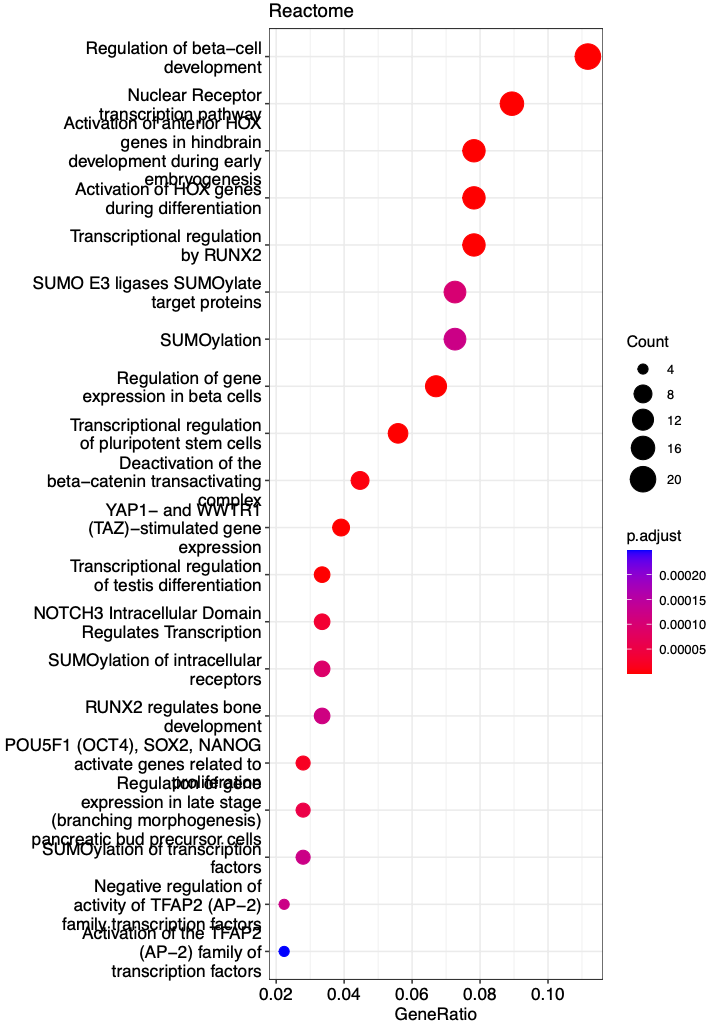 Reactome
Regulation of beta−cell
development
Nuclear Receptor
transcription pathway
Activation of anterior HOX
genes in hindbrain
development during early
embryogenesis
Activation of HOX genes
during differentiation
Transcriptional regulation
by RUNX2
SUMO E3 ligases SUMOylate
target proteins
SUMOylation
Regulation of gene
expression in beta cells
Transcriptional regulation
of pluripotent stem cells
Deactivation of the
beta−catenin transactivating
complex
YAP1− and WWTR1
(TAZ)−stimulated gene
expression
Transcriptional regulation
of testis differentiation
NOTCH3 Intracellular Domain
Regulates Transcription
SUMOylation of intracellular
receptors
RUNX2 regulates bone
development
POU5F1 (OCT4), SOX2, NANOG
activate genes related to
proliferation
Regulation of gene
expression in late stage
(branching morphogenesis)
pancreatic bud precursor cells
SUMOylation of transcription
factors
Negative regulation of
activity of TFAP2 (AP−2)
family transcription factors
Activation of the TFAP2
(AP−2) family of
transcription factors
0.02 0.04 0.06 0.08 0.10
GeneRatio
Count
4
8
12
16
20
p.adjust
0.00020
0.00015
0.00010
0.00005